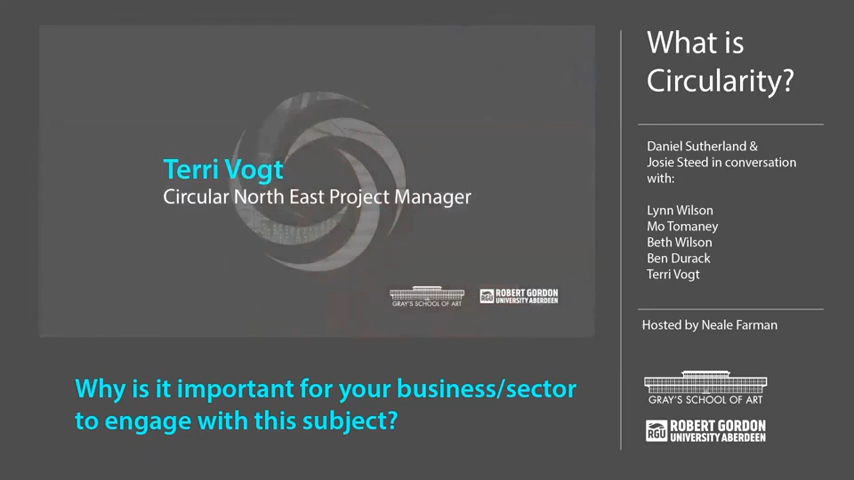 Terri Vogt
Circular North East Project Manager
GRAY'S SCHOOL OF ART
RGU
ROBERT GORDON
UNIVERSITY ABERDEEN
Why is it important for your business/sector
to engage with this subject?
What is
Circularity?
Daniel Sutherland &
Josie Steed in conversation
with:
Lynn Wilson
Mo Tomaney
Beth Wilson
Ben Durack
Terri Vogt
Hosted by Neale Farman
GRAY'S SCHOOL OF ART
RGU
ROBERT GORDON
UNIVERSITY ABERDEEN